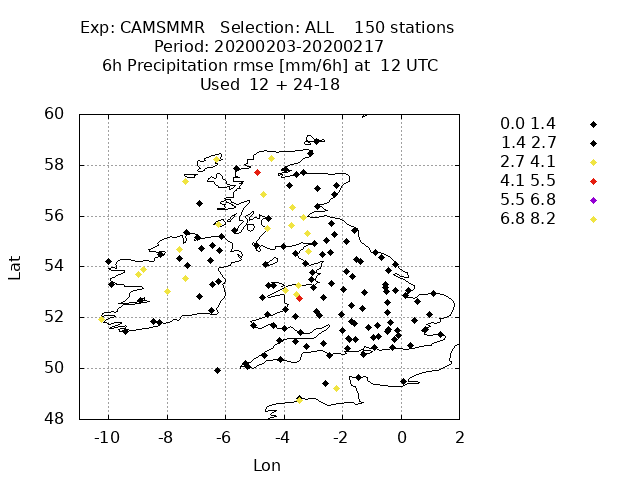 Exp: CAMSMMR Selection: ALL 150 stations
Period: 20200203-20200217
6h Precipitation rmse [mm/6h] at 12 UTC
Used 12 + 24-18
60
58
56
54
52
50
48
Lat
-10 -8 -6 -4 -2 0 2
Lon
0.0 1.4
1.4 2.7
2.7 4.1
4.1 5.5
5.5 6.8
6.8 8.2